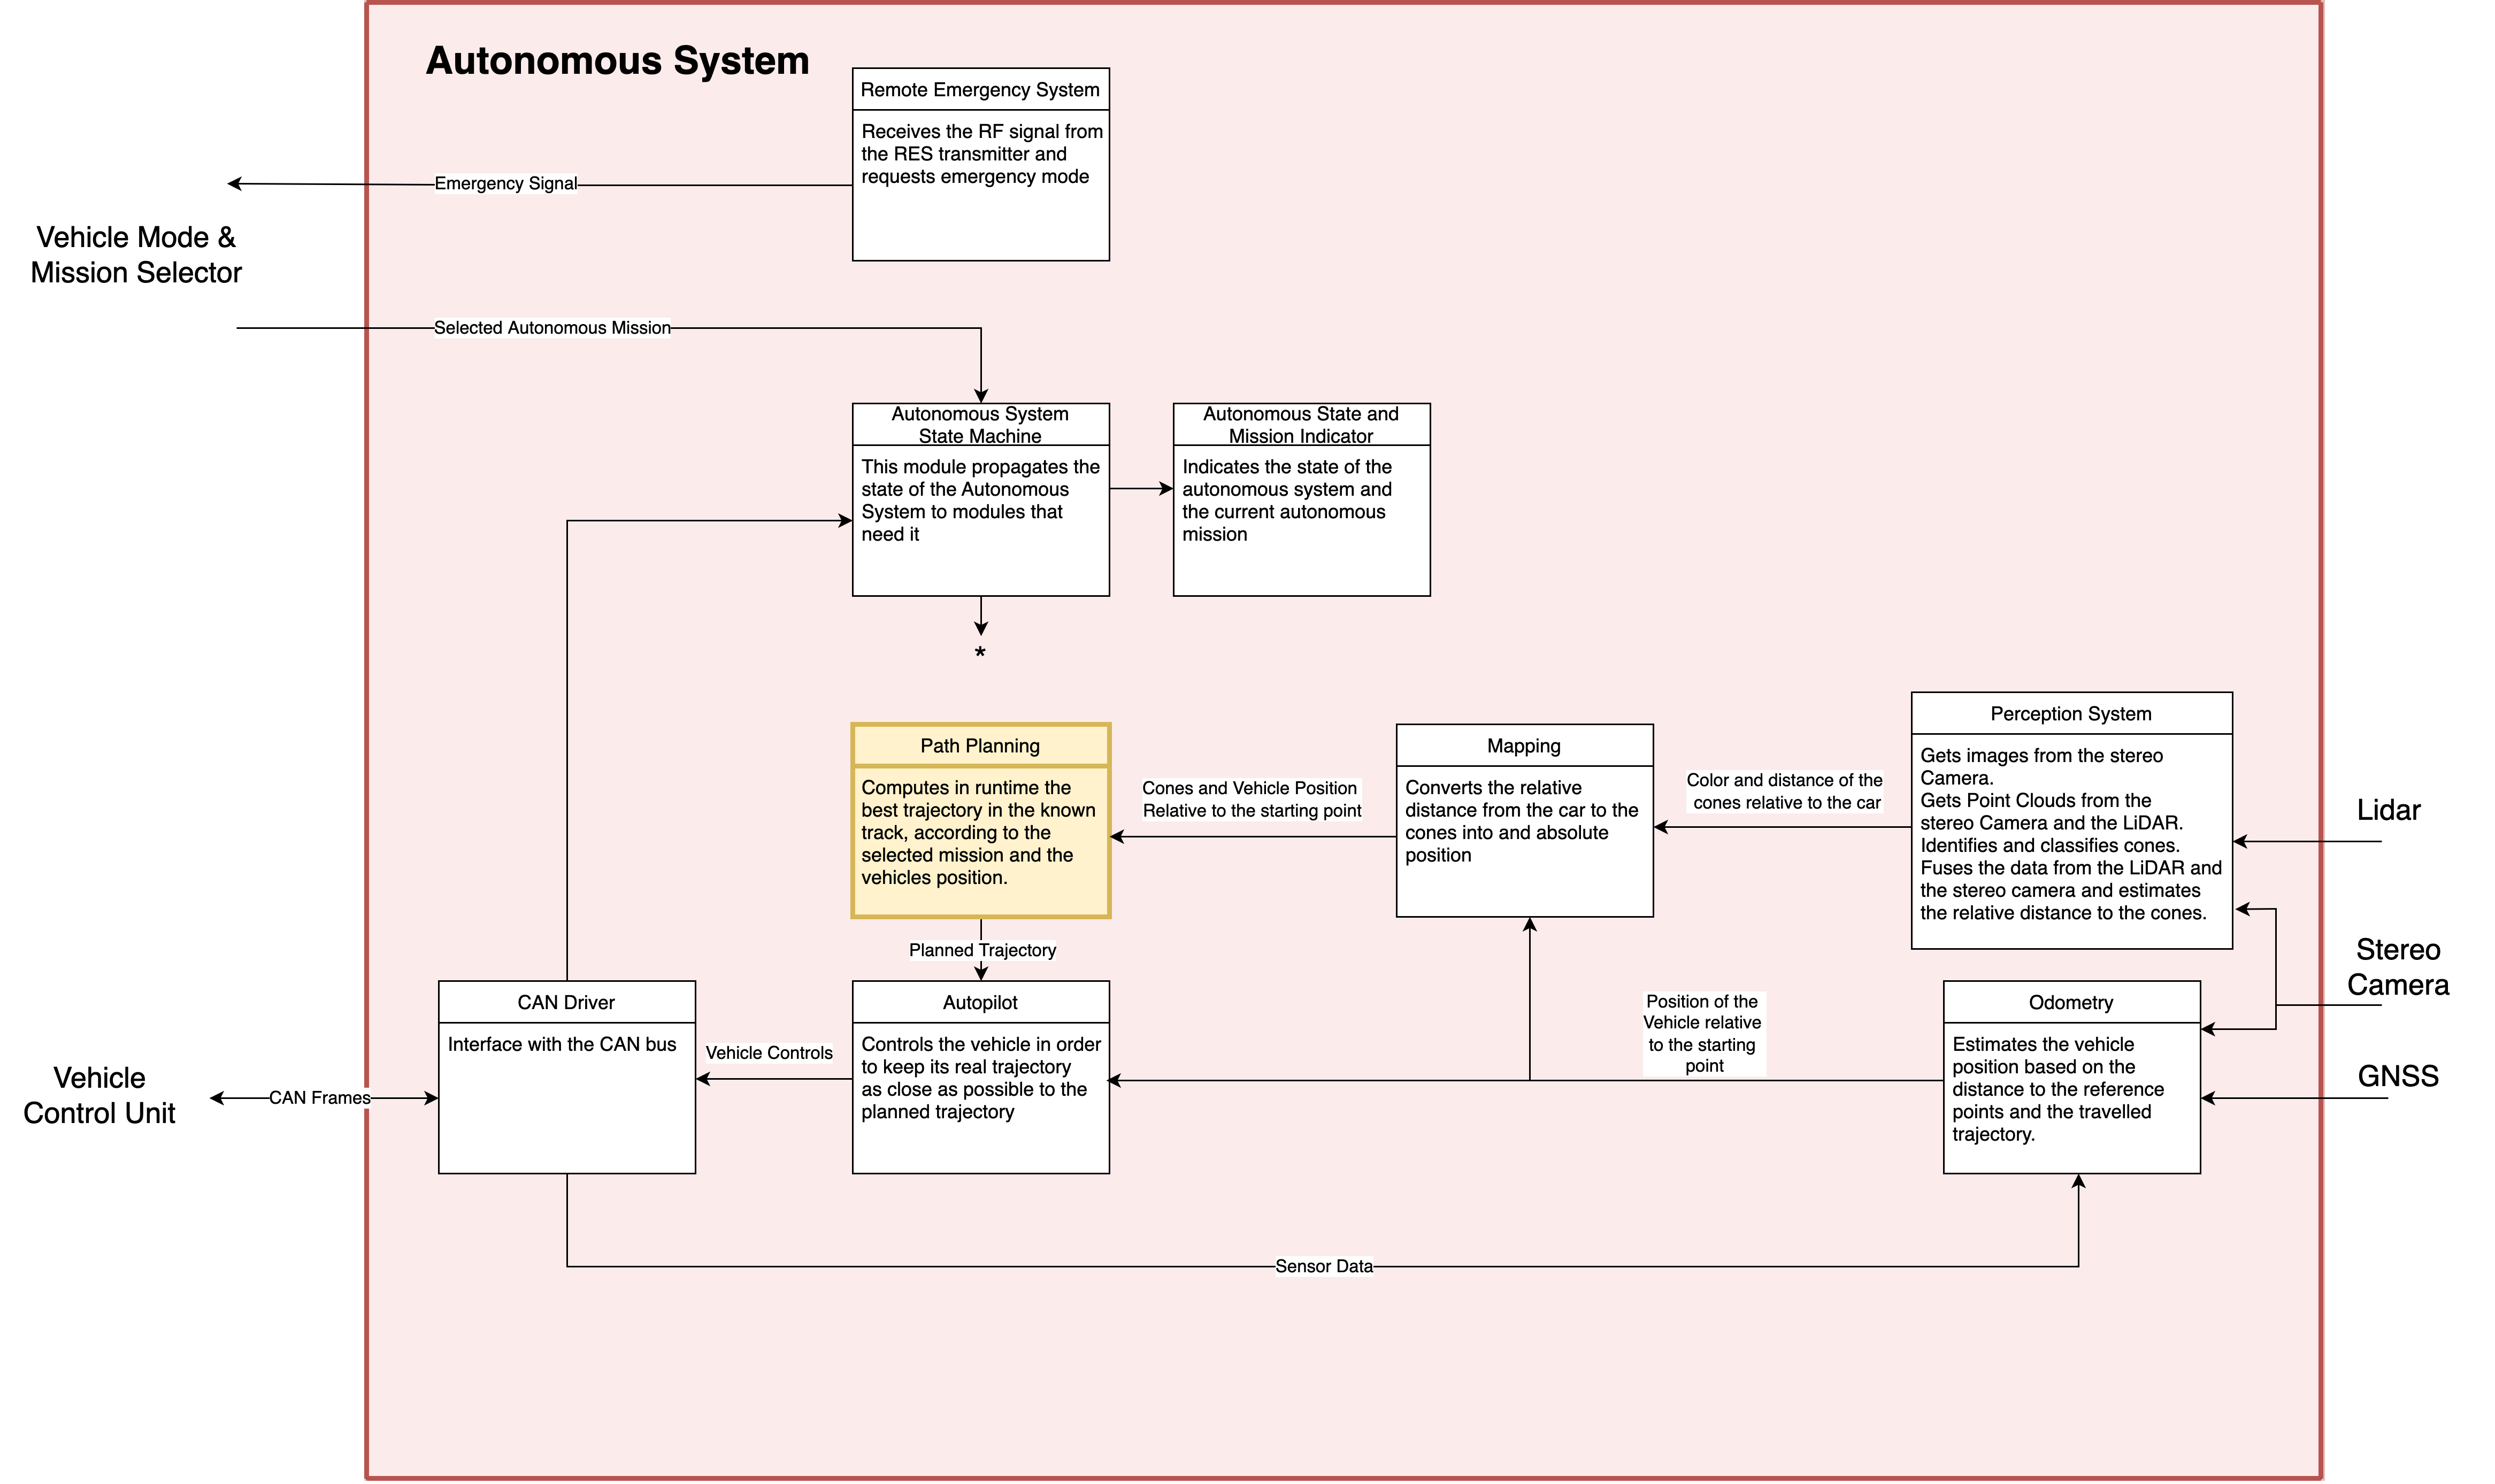 Autonomous System
Remote Emergency System
Receives the RF signal from
the RES transmitter and
requests emergency mode
Emergency Signal
Vehicle Mode &
Mission Selector
Selected Autonomous Mission
Autonomous System
State Machine
This module propagates the
state of the Autonomous
System to modules that
need it
Autonomous State and
Mission Indicator
Indicates the state of the
autonomous system and
the current autonomous
mission
*
Path Planning
Computes in runtime the
best trajectory in the known
track, according to the
selected mission and the
vehicles position.
Cones and Vehicle Position
Relative to the starting point
Mapping
Converts the relative
distance from the car to the
cones into and absolute
position
Color and distance of the
cones relative to the car
Perception System
Gets images from the stereo
Camera.
Gets Point Clouds from the
stereo Camera and the LiDAR.
Identifies and classifies cones.
Fuses the data from the LiDAR and
the stereo camera and estimates
the relative distance to the cones.
Lidar
Stereo
Camera
GNSS
Planned Trajectory
Vehicle
Control Unit
CAN Frames
CAN Driver
Interface with the CAN bus
Vehicle Controls
Autopilot
Controls the vehicle in order
to keep its real trajectory
as close as possible to the
planned trajectory
Position of the
Vehicle relative
to the starting
point
Odometry
Estimates the vehicle
position based on the
distance to the reference
points and the travelled
trajectory.
Sensor Data